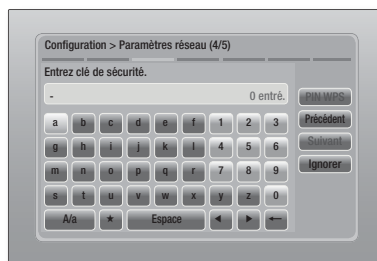 Configuration > Paramètres réseau (4/5)
Entrez clé de sécurité.
- 0 entré.
PIN WPS
a b c d e f 1 2 3
Précédent
g h i j k l 4 5 6
Suivant
m n o p q r 7 8 9
Ignorer
s t u v w x y z 0
A/a ★ Espace ◄ ► ←